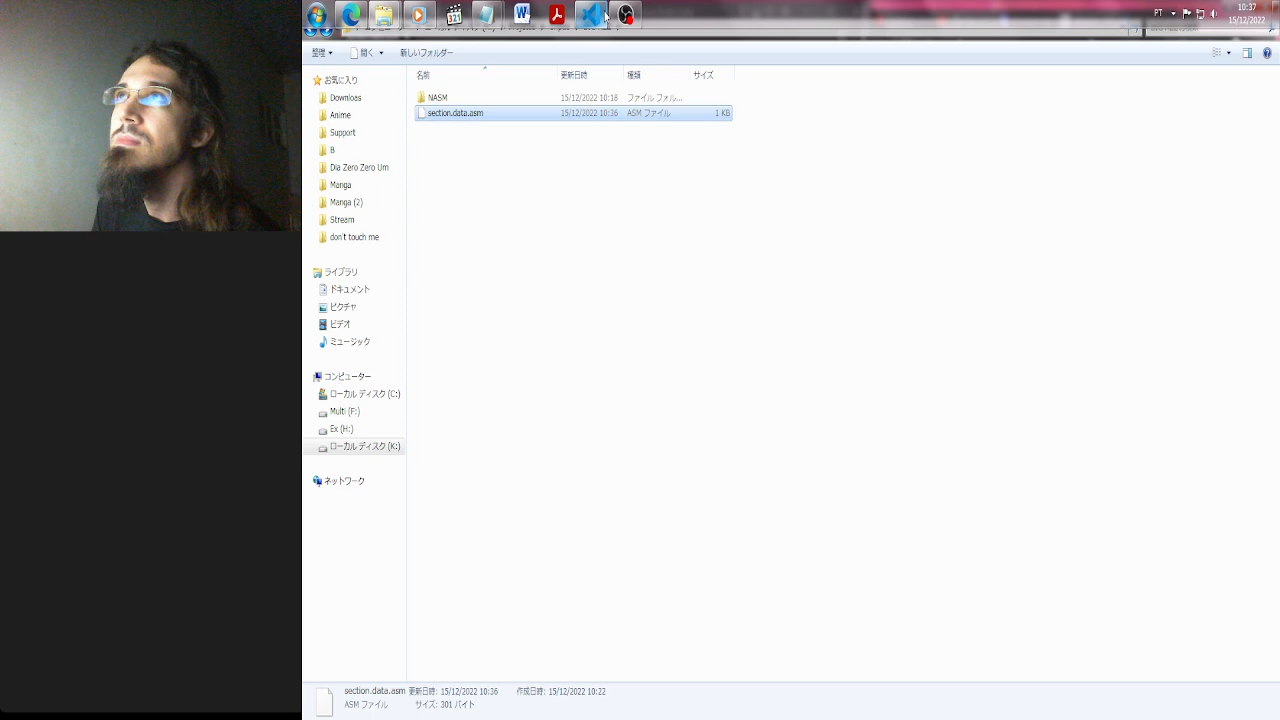 PT
10:37
15/12/2022
整理
開く
新しいフォルダー
名前
更新日時
種類
サイズ
お気に入り
Downloas
Anime
Support
B
Dia Zero Zero Um
Manga
Manga (2)
Stream
don't touch me
ライブラリ
ドキュメント
ピクチャ
ビデオ
ミュージック
コンピューター
ローカル ディスク (C:)
Multi (F:)
Ex (H:)
ローカル ディスク (K:)
ネットワーク
NASM 15/12/2022 10:18 ファイル フォル...
section.data.asm 15/12/2022 10:36 ASM ファイル 1 KB
section.data.asm 更新日時: 15/12/2022 10:36 作成日時: 15/12/2022 10:22
ASM ファイル サイズ: 301 バイト
321
W